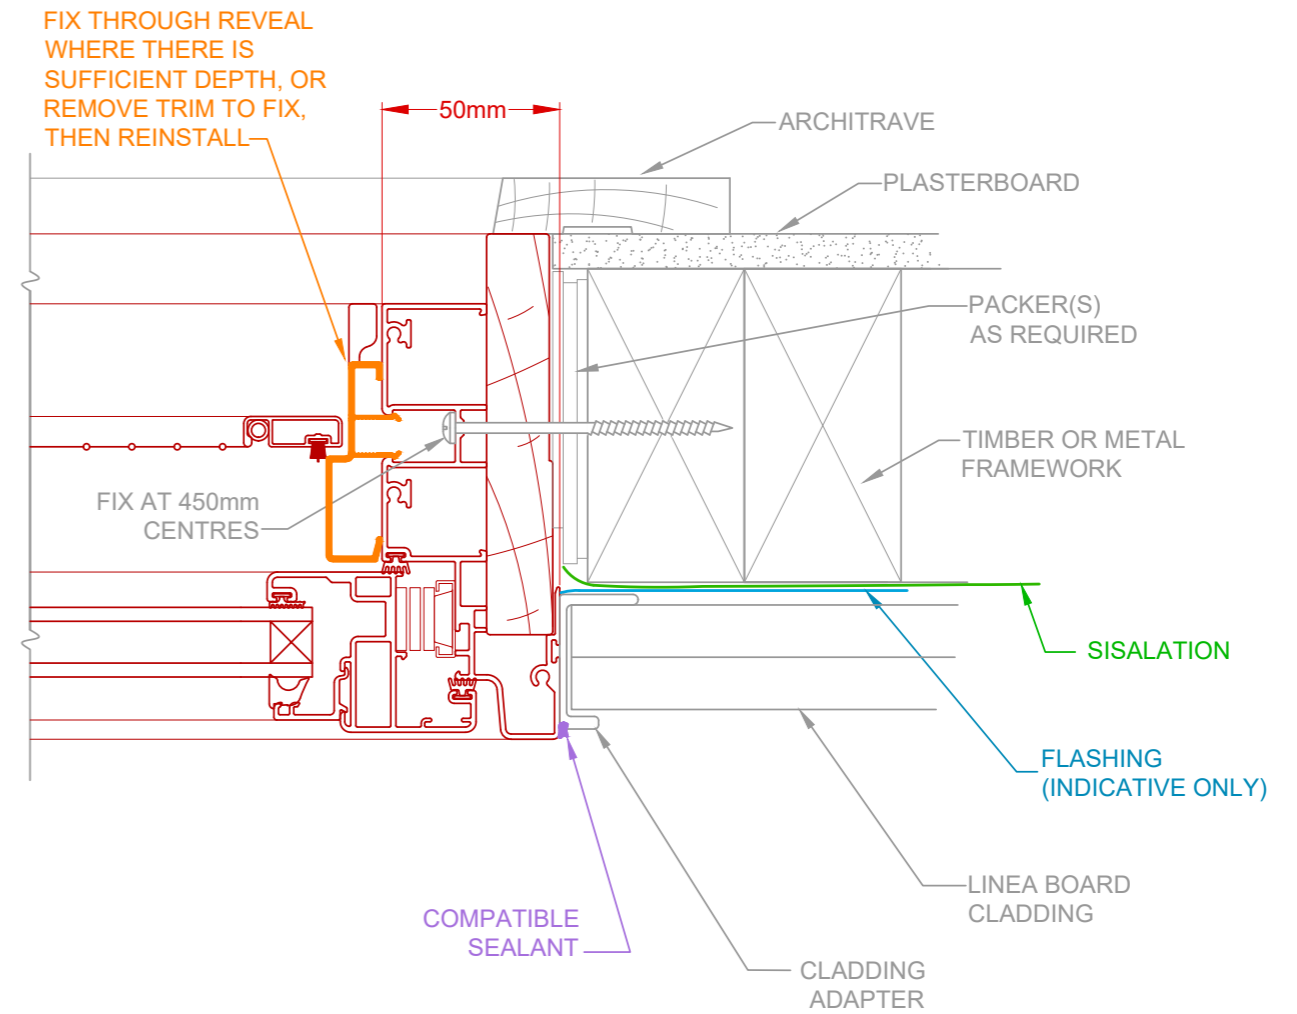 FIX THROUGH REVEAL
WHERE THERE IS
SUFFICIENT DEPTH, OR
REMOVE TRIM TO FIX,
THEN REINSTALL
50mm
ARCHITRAVE
PLASTERBOARD
PACKER(S)
AS REQUIRED
TIMBER OR METAL
FRAMEWORK
FIX AT 450mm
CENTRES
SISALATION
FLASHING
(INDICATIVE ONLY)
LINEA BOARD
CLADDING
COMPATIBLE
SEALANT
CLADDING
ADAPTER